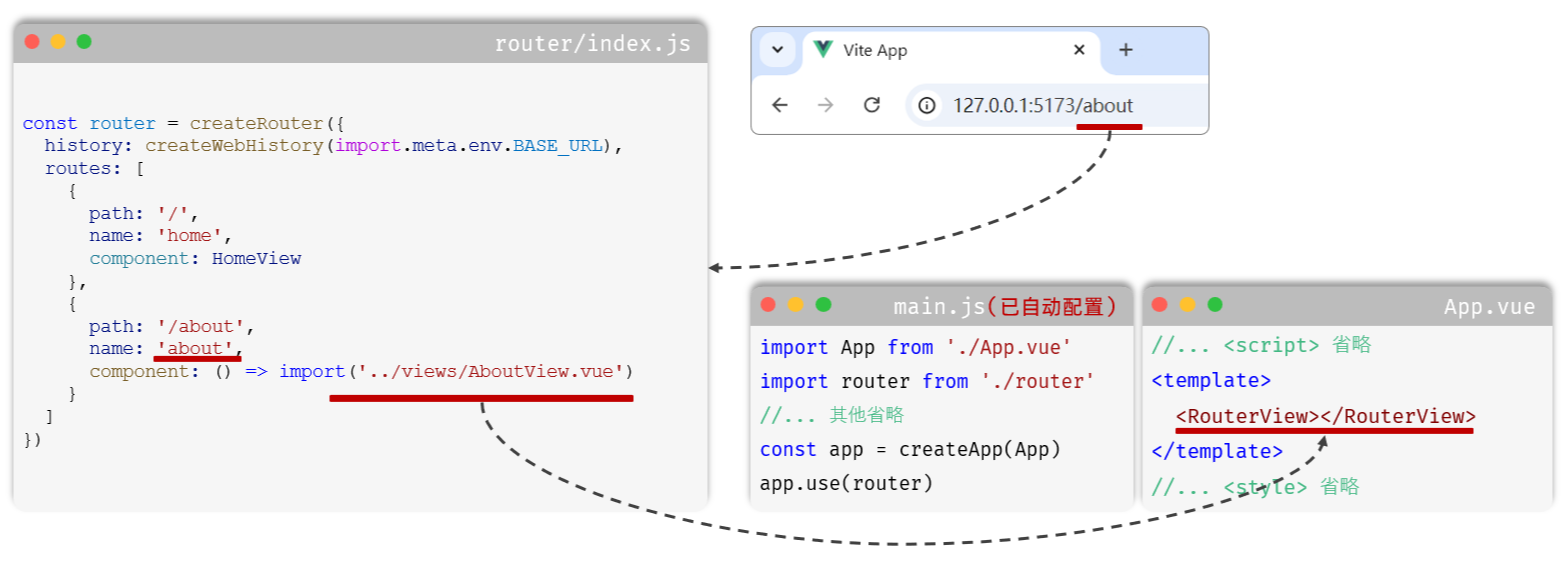 router/index.js
const router = createRouter({
  history: createWebHistory(import.meta.env.BASE_URL),
  routes: [
    {
      path: '/',
      name: 'home',
      component: HomeView
    },
    {
      path: '/about',
      name: 'about',
      component: () => import('../views/AboutView.vue')
    }
  ]
})
Vite App
127.0.0.1:5173/about
main.js(已自动配置)
import App from './App.vue'
import router from './router'
//... 其他省略
const app = createApp(App)
app.use(router)
App.vue
//... <script> 省略
<template>
  <RouterView></RouterView>
</template>
//... <style> 省略